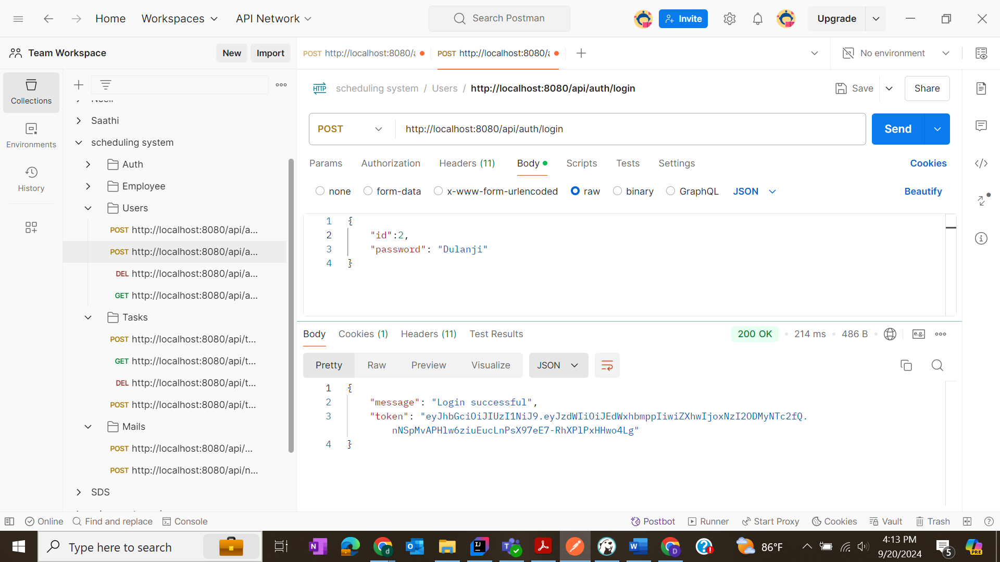 Home
Workspaces
API Network
Search Postman
Invite
Upgrade
Team Workspace
New
Import
POST http://localhost:8080/a
POST http://localhost:8080/a
No environment
Collections
Environments
History
Saathi
scheduling system
Auth
Employee
Users
POST http://localhost:8080/api/a...
POST http://localhost:8080/api/a...
DEL http://localhost:8080/api/a...
GET http://localhost:8080/api/a...
Tasks
POST http://localhost:8080/api/t...
GET http://localhost:8080/api/t...
DEL http://localhost:8080/api/t...
POST http://localhost:8080/api/t...
Mails
POST http://localhost:8080/api/...
POST http://localhost:8080/api/n...
SDS
HTTP scheduling system / Users / http://localhost:8080/api/auth/login
Save
Share
POST
http://localhost:8080/api/auth/login
Send
Params
Authorization
Headers (11)
Body
Scripts
Tests
Settings
Cookies
none
form-data
x-www-form-urlencoded
raw
binary
GraphQL
JSON
Beautify
1 {
2 "id":2,
3 "password": "Dulanji"
4 }
Body
Cookies (1)
Headers (11)
Test Results
200 OK
214 ms
486 B
e.g.
Pretty
Raw
Preview
Visualize
JSON
1 {
2 "message": "Login successful",
3 "token": "eyJhbGciOiJIUzI1NiJ9.eyJzdWIiOiJEdWxhbmppIiwiZXhwIjoxNzI2ODMyNTc2fQ.
nNSpMvAPHlw6ziuEucLnPsX97eE7-RhXPlPxHHwo4Lg"
4 }
Online
Find and replace
Console
Postbot
Runner
Start Proxy
Cookies
Vault
Trash
Type here to search
86°F
4:13 PM
9/20/2024
5
PRE